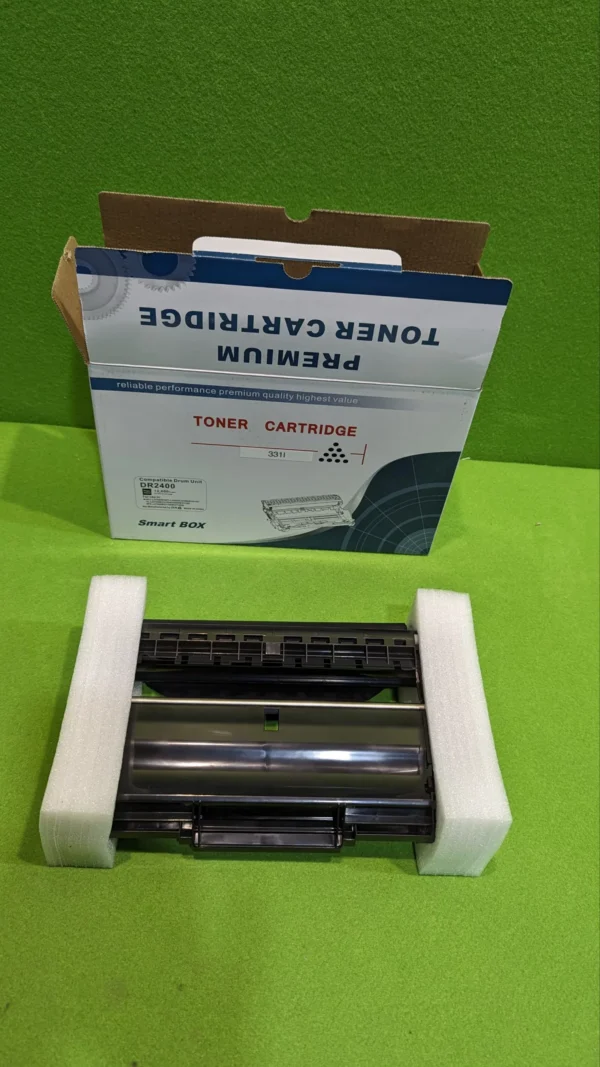 TONER CARTRIDGE
PREMIUM
reliable performance premium quality highest value
TONER CARTRIDGE
331I
Compatible Drum Unit
DR2400
Smart BOX